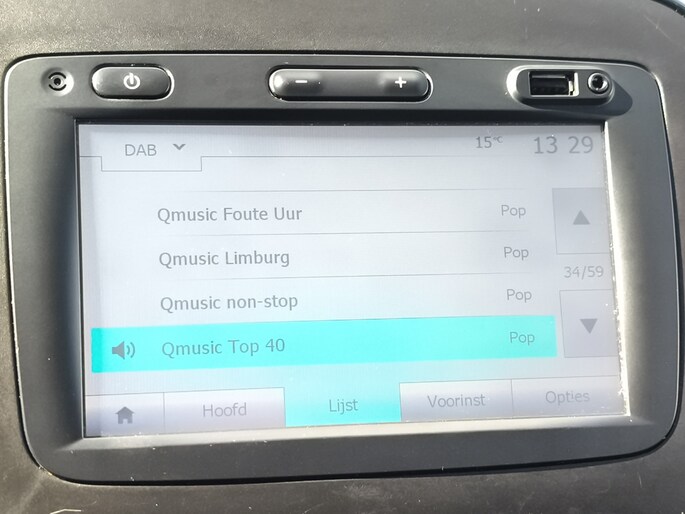 DAB 15°C 13 29
Qmusic Foute Uur Pop
Qmusic Limburg Pop
34/59
Qmusic non-stop Pop
Qmusic Top 40 Pop
Hoofd Lijst Voorinst Opties